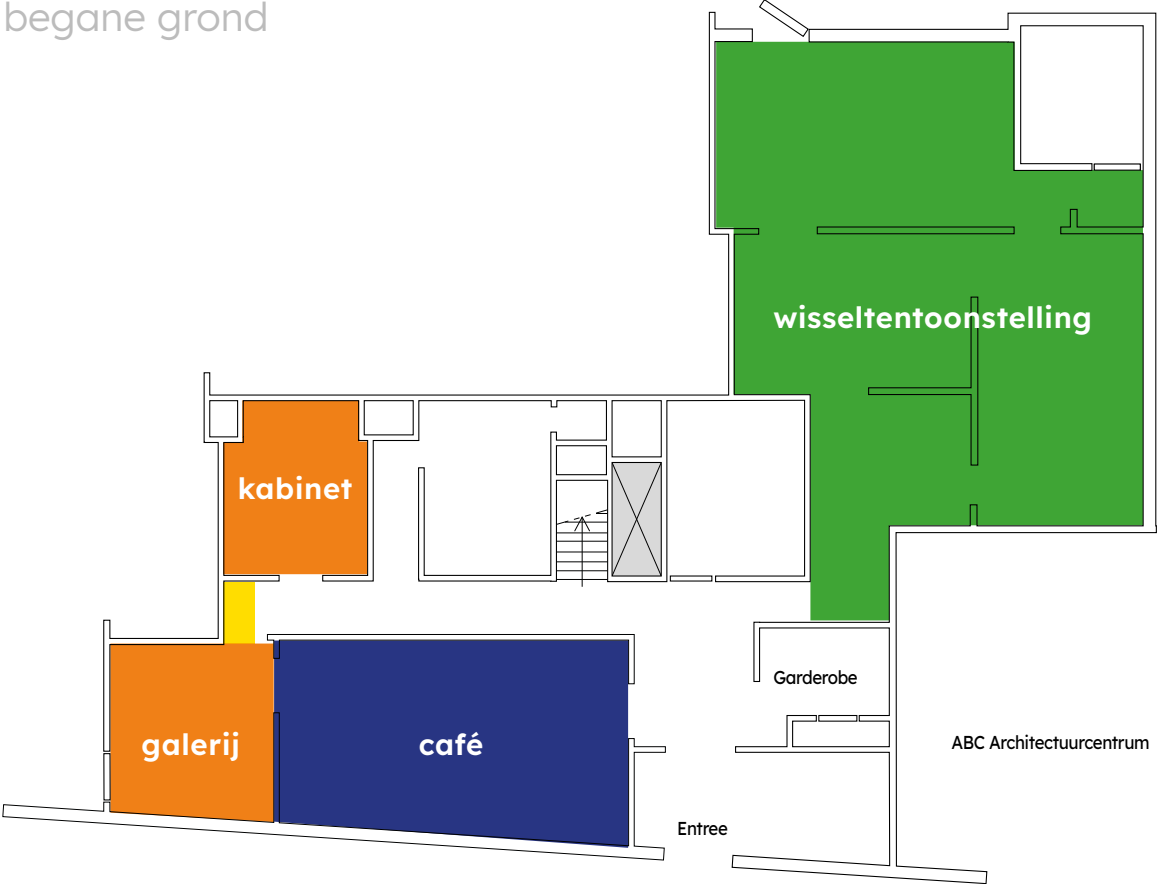 begane grond
wisseltentoonstelling
kabinet
Garderobe
galerij
café
ABC Architectuurcentrum
Entree